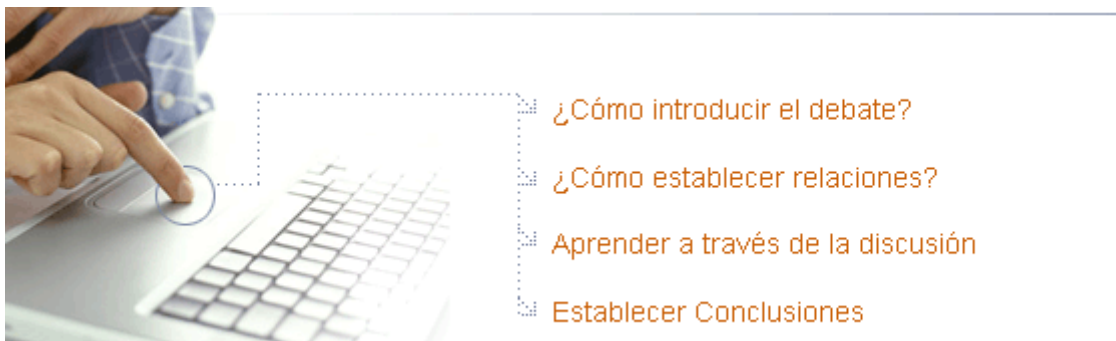 ¿Cómo introducir el debate?
¿Cómo establecer relaciones?
Aprender a través de la discusión
Establecer Conclusiones